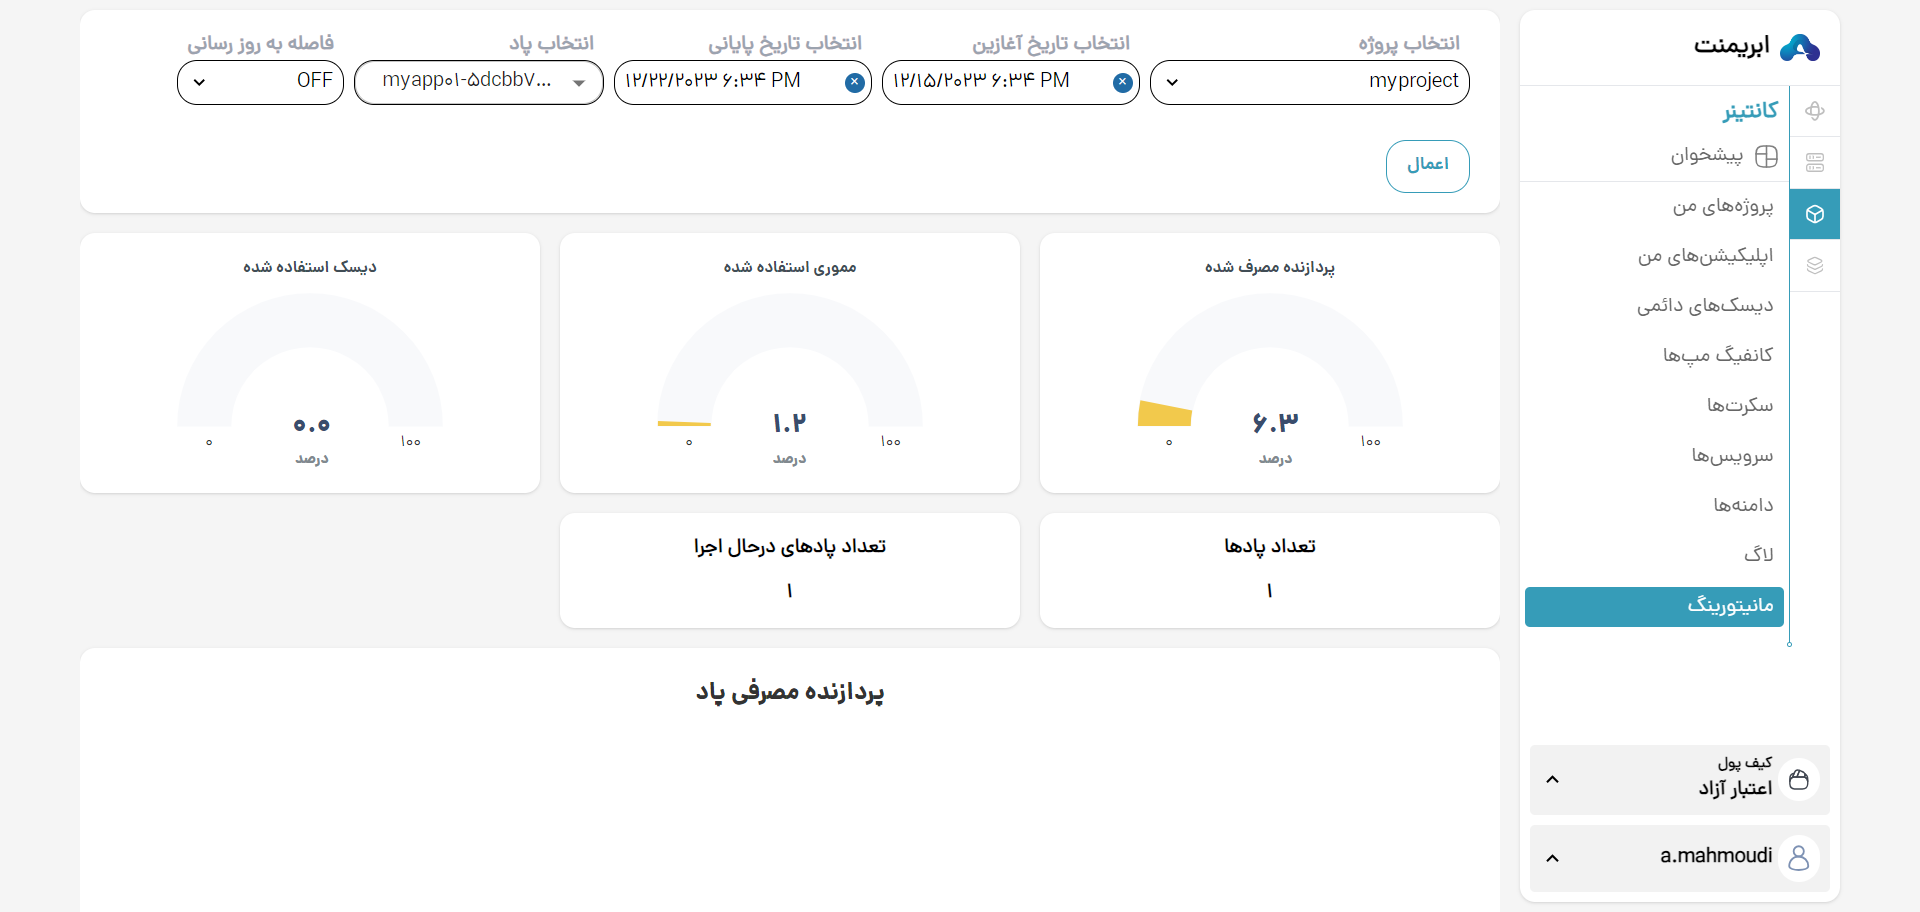 ابریمنت
کانتینر
پیشخوان
پروژه‌های من
اپلیکیشن‌های من
دیسک‌های دائمی
کانفیگ مپ‌ها
سکرت‌ها
سرویس‌ها
دامنه‌ها
لاگ
مانیتورینگ
کیف پول
اعتبار آزاد
a.mahmoudi
انتخاب پروژه
myproject
انتخاب تاریخ آغازین
۱۲/۱۵/۲۰۲۳ ۶:۳۴ PM
انتخاب تاریخ پایانی
۱۲/۲۲/۲۰۲۳ ۶:۳۴ PM
انتخاب پاد
myapp۰۱-۵dcbb۷...
فاصله به روز رسانی
OFF
اعمال
پردازنده مصرف شده
۶.۳
۰
۱۰۰
درصد
مموری استفاده شده
۱.۲
۰
۱۰۰
درصد
دیسک استفاده شده
۰.۰
۰
۱۰۰
درصد
تعداد پادها
۱
تعداد پادهای درحال اجرا
۱
پردازنده مصرفی پاد